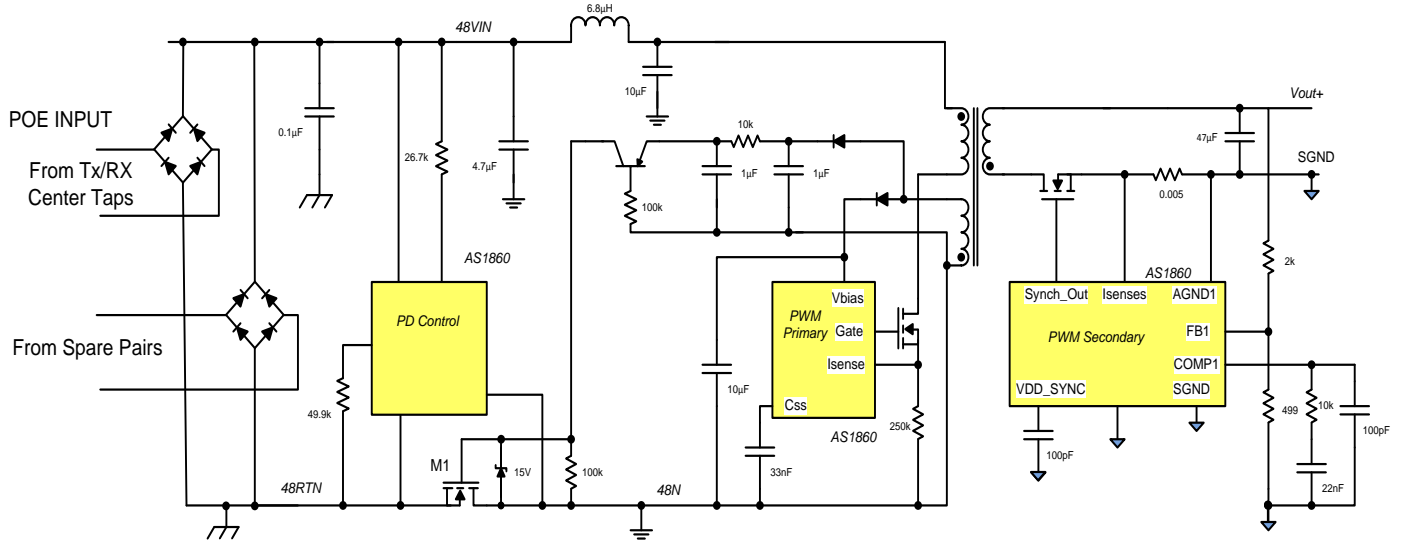 6.8µH
48VIN
10µF
Vout+
POE INPUT
0.1µF
10k
47µF
SGND
From Tx/RX
Center Taps
26.7k
4.7µF
1µF
1µF
0.005
100k
AS1860
2k
AS1860
PD Control
Vbias
PWM
Primary
Gate
Isense
Css
Synch_Out
Isenses
AGND1
PWM Secondary
FB1
COMP1
VDD_SYNC
SGND
From Spare Pairs
49.9k
10µF
AS1860
250k
499
10k
100pF
100pF
M1
15V
100k
33nF
22nF
48RTN
48N